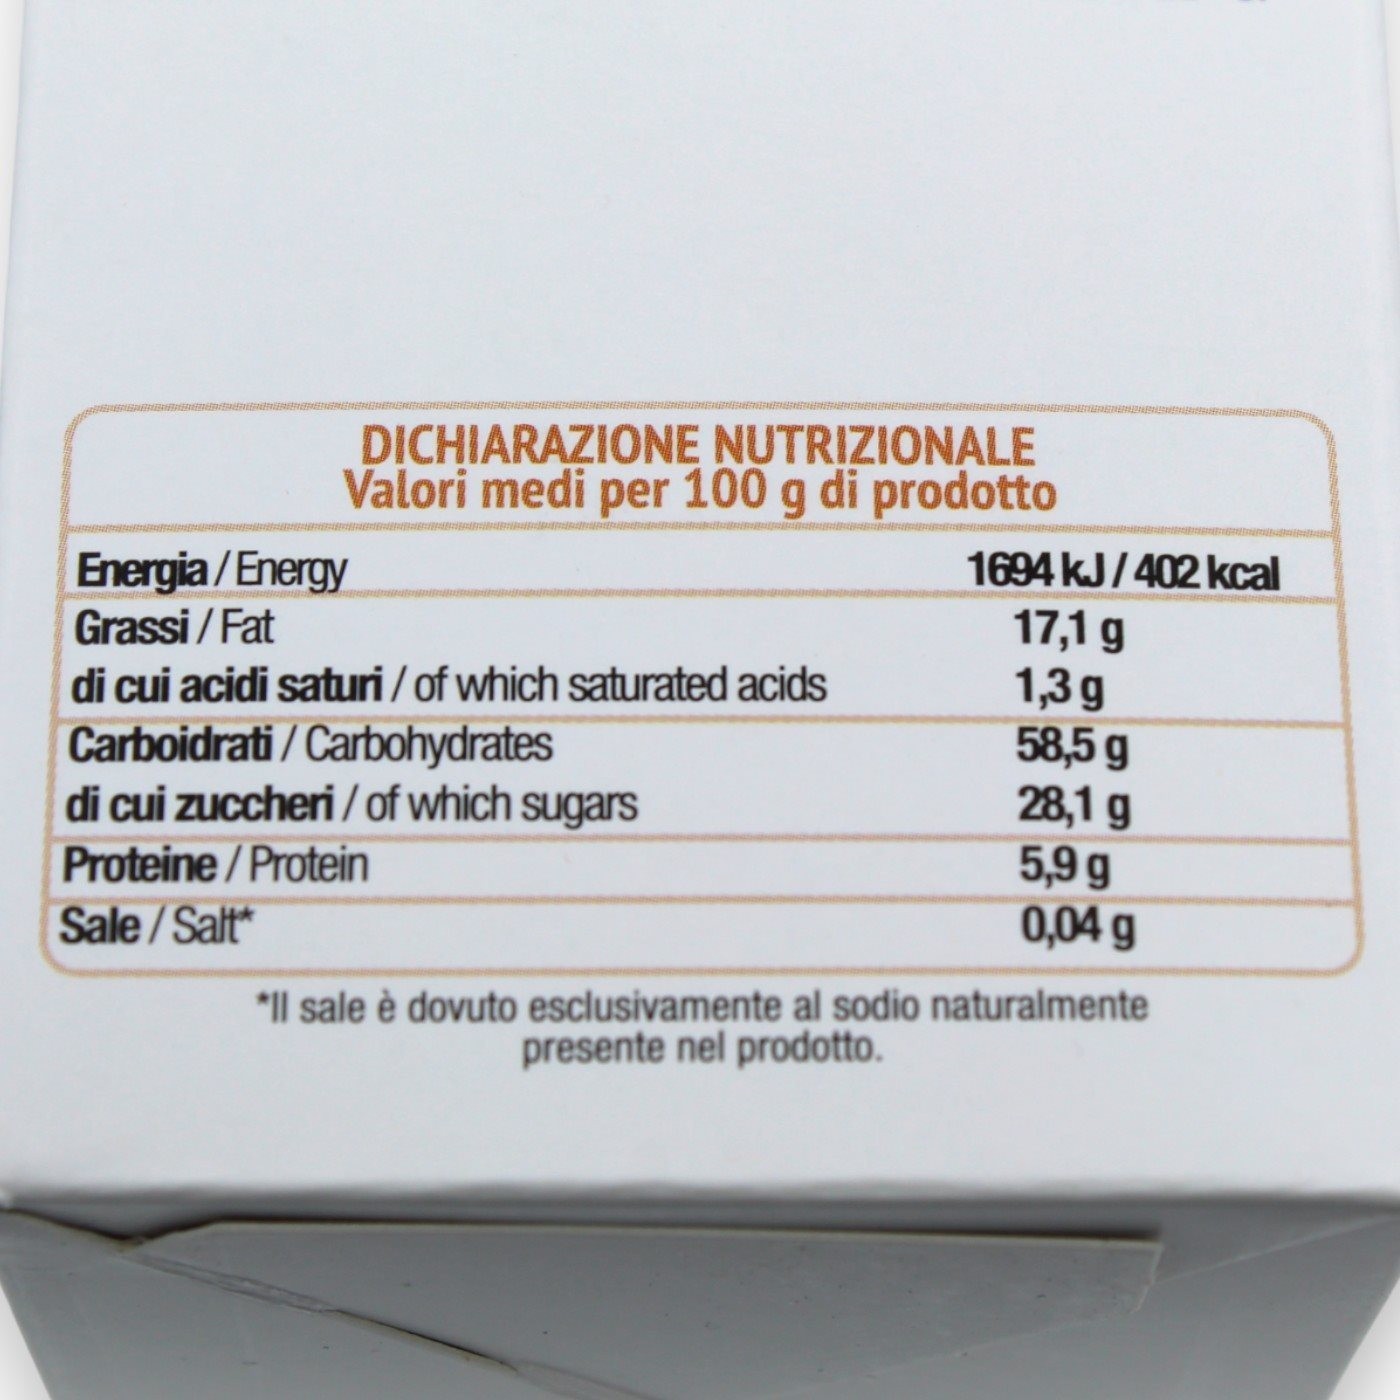 DICHIARAZIONE NUTRIZIONALE
Valori medi per 100 g di prodotto
Energia / Energy 1694 kJ / 402 kcal
Grassi / Fat 17,1 g
di cui acidi saturi / of which saturated acids 1,3 g
Carboidrati / Carbohydrates 58,5 g
di cui zuccheri / of which sugars 28,1 g
Proteine / Protein 5,9 g
Sale / Salt* 0,04 g
*Il sale è dovuto esclusivamente al sodio naturalmente
presente nel prodotto.